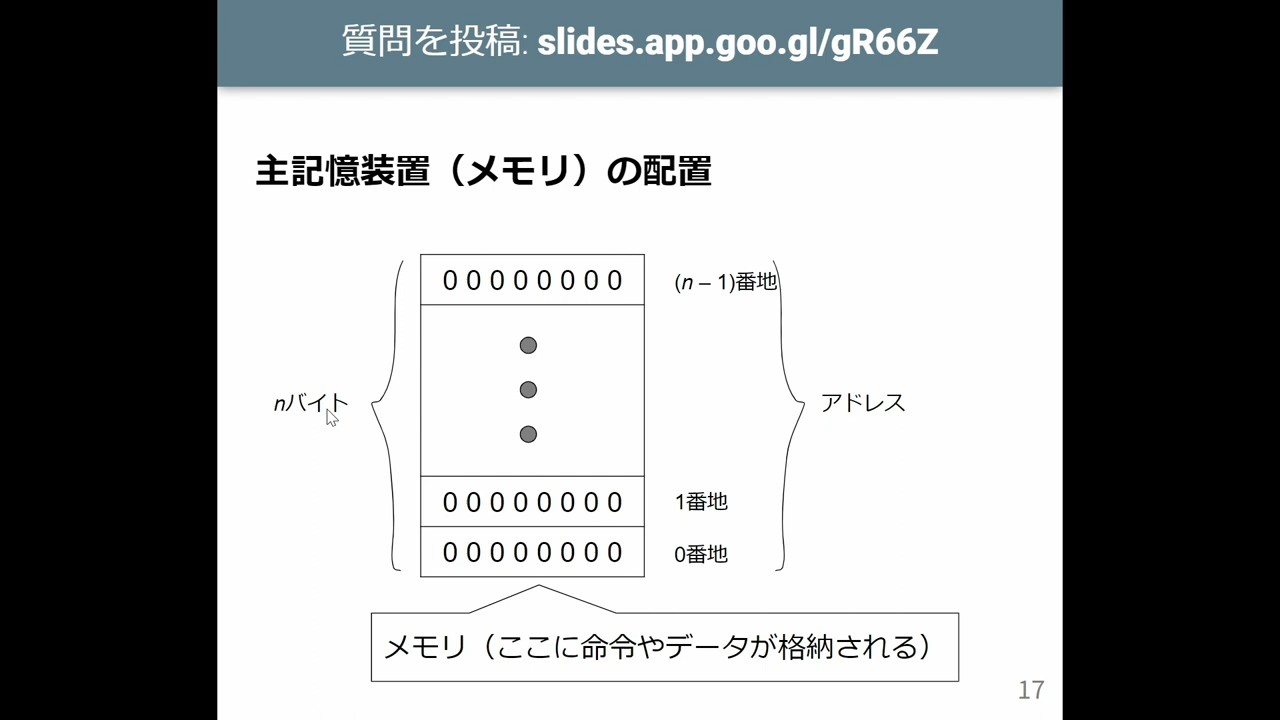 質問を投稿: slides.app.goo.gl/gR66Z
主記憶装置（メモリ）の配置
0 0 0 0 0 0 0 0 (n – 1)番地
nバイト アドレス
0 0 0 0 0 0 0 0 1番地
0 0 0 0 0 0 0 0 0番地
メモリ（ここに命令やデータが格納される）
17